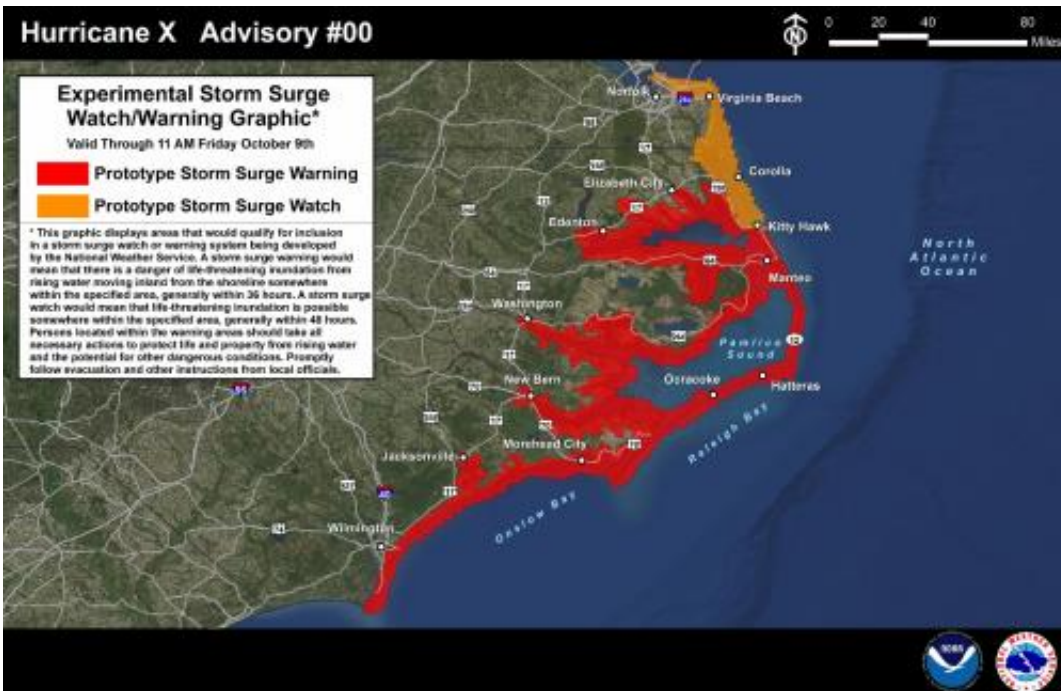 Hurricane X Advisory #00
N
0 20 40 80
Miles
Experimental Storm Surge
Watch/Warning Graphic*
Valid Through 11 AM Friday October 9th
Prototype Storm Surge Warning
Prototype Storm Surge Watch
* This graphic displays areas that would qualify for inclusion
in a storm surge watch or warning system being developed
by the National Weather Service. A storm surge warning would
mean that there is a danger of life-threatening inundation from
rising water moving inland from the shoreline somewhere
within the specified area, generally within 36 hours. A storm surge
watch would mean that life-threatening inundation is possible
somewhere within the specified area, generally within 48 hours.
Persons located within the warning areas should take all
necessary actions to protect life and property from rising water
and the potential for other dangerous conditions. Promptly
follow evacuation and other instructions from local officials.
Norfolk
Virginia Beach
Corolla
Elizabeth City
Edenton
Kitty Hawk
North
Atlantic
Ocean
64
Manteo
Washington
Pamlico
Sound
12
New Bern
Ocracoke
Hatteras
95
Raleigh Bay
Morehead City
Jacksonville
40
Onslow Bay
Wilmington